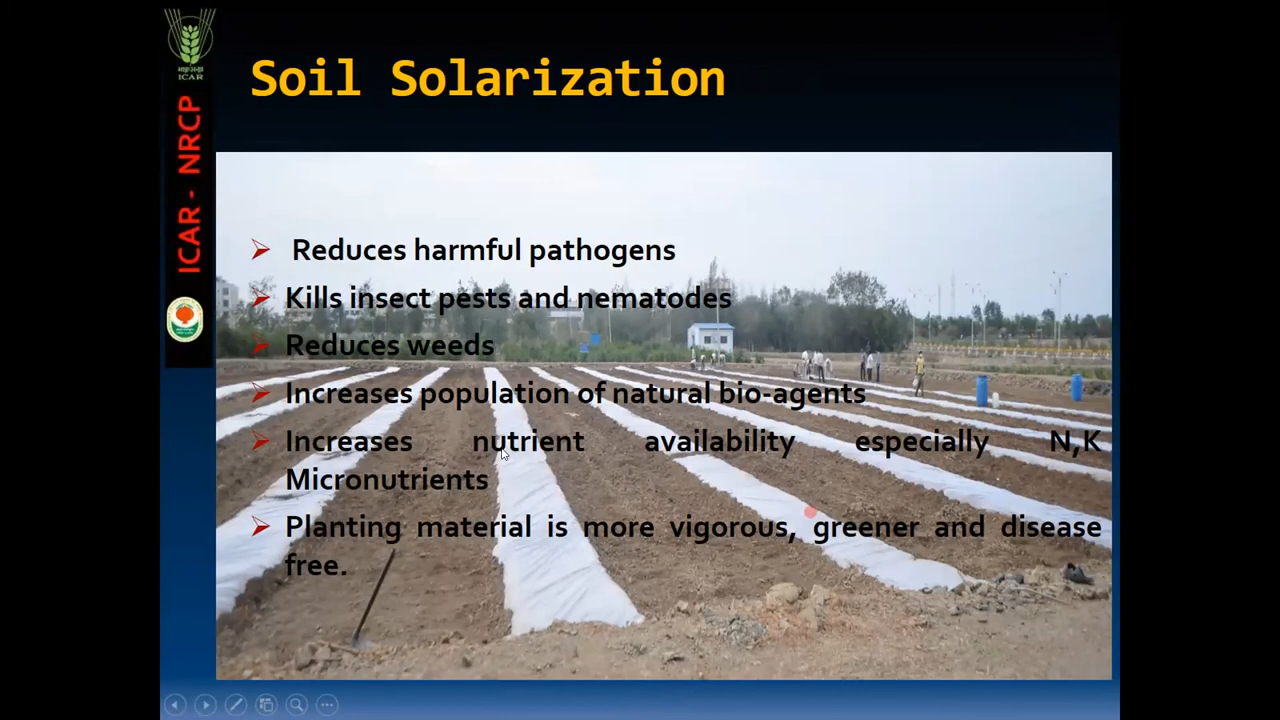 Soil Solarization
ICAR
ICAR - NRCP
Reduces harmful pathogens
Kills insect pests and nematodes
Reduces weeds
Increases population of natural bio-agents
Increases nutrient availability especially N,K
Micronutrients
Planting material is more vigorous, greener and disease
free.